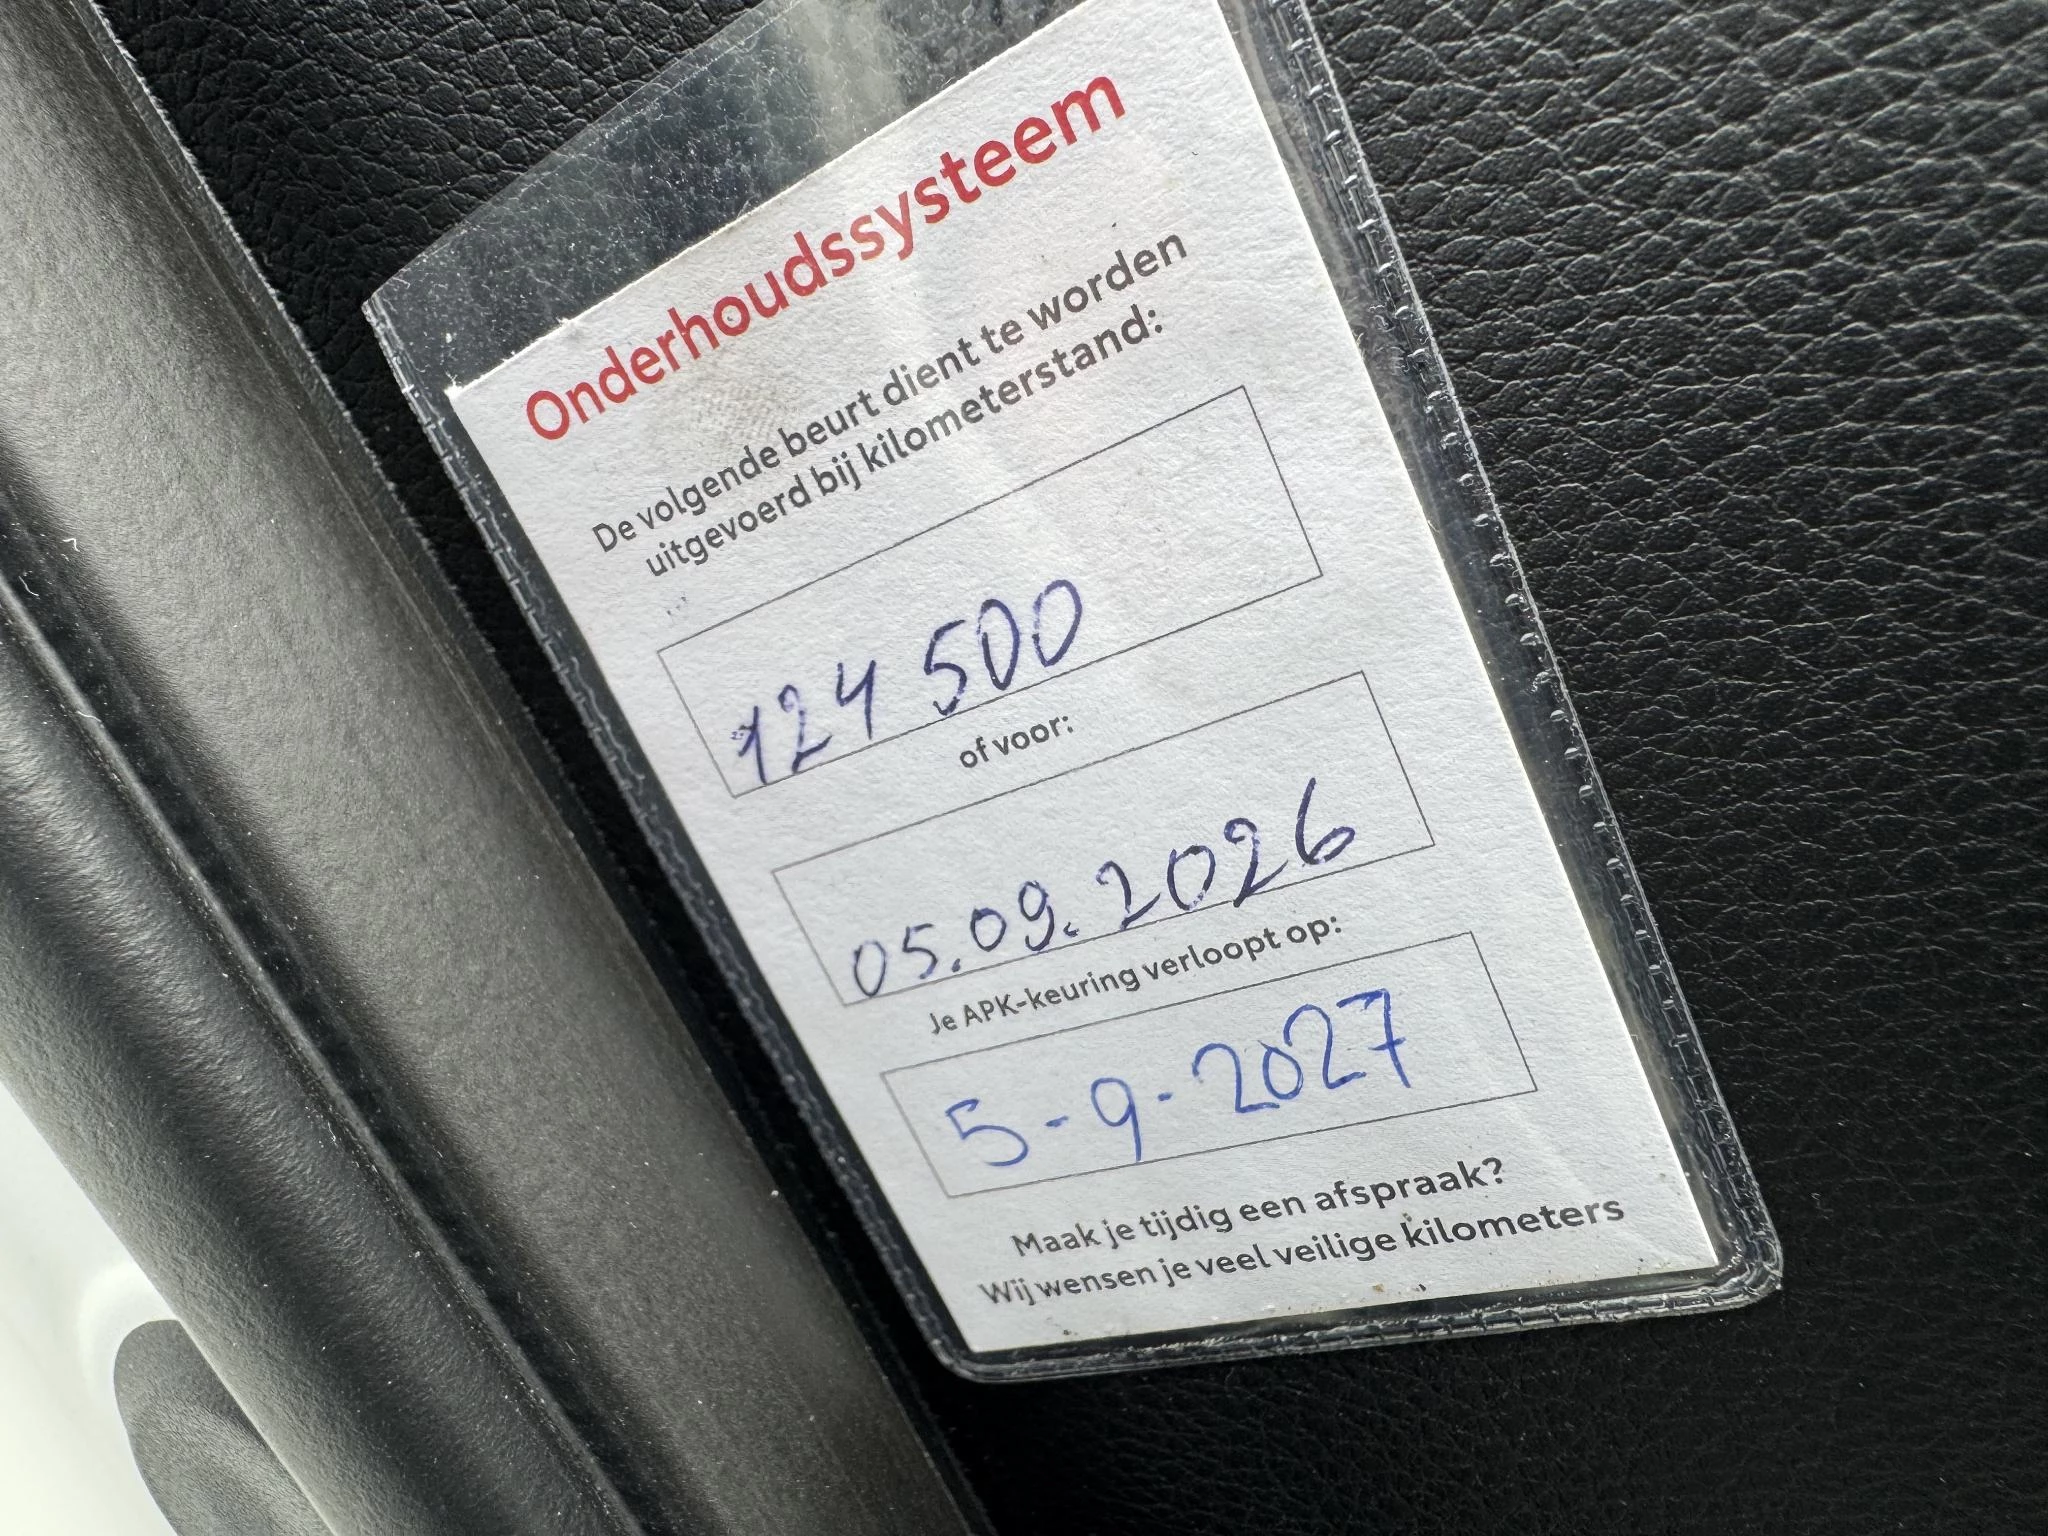 Onderhoudssysteem
De volgende beurt dient te worden
uitgevoerd bij kilometerstand:
124 500
of voor:
05.09.2026
Je APK-keuring verloopt op:
5-9-2027
Maak je tijdig een afspraak?
Wij wensen je veel veilige kilometers